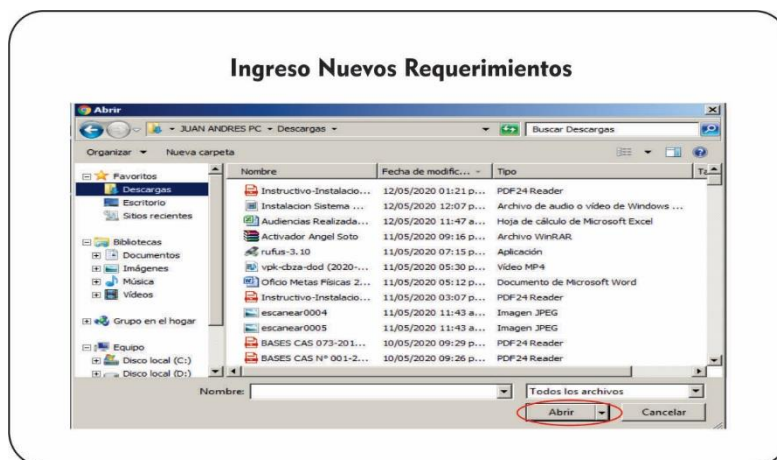 Ingreso Nuevos Requerimientos
Abrir
JUAN ANDRES PC Descargas
Buscar Descargas
Organizar Nueva carpeta
Favoritos
Descargas
Escritorio
Sitios recientes
Bibliotecas
Documentos
Imágenes
Música
Vídeos
Grupo en el hogar
Equipo
Disco local (C:)
Disco local (D:)
Nombre Fecha de modific... Tipo Ta
Instructivo-Instalacio... 12/05/2020 01:21 p... PDF24 Reader
Instalacion Sistema ... 12/05/2020 12:07 p... Archivo de audio o vídeo de Windows ...
Audiencias Realizada... 12/05/2020 11:47 a... Hoja de cálculo de Microsoft Excel
Activador Angel Soto 11/05/2020 09:16 p... Archivo WinRAR
rufus-3.10 11/05/2020 07:15 p... Aplicación
vpk-cbza-dod (2020-... 11/05/2020 05:30 p... Vídeo MP4
Oficio Metas Físicas 2... 11/05/2020 05:12 p... Documento de Microsoft Word
Instructivo-Instalacio... 11/05/2020 03:07 p... PDF24 Reader
escanear0004 11/05/2020 11:43 a... Imagen JPEG
escanear0005 11/05/2020 11:43 a... Imagen JPEG
BASES CAS 073-201... 10/05/2020 09:29 p... PDF24 Reader
BASES CAS N° 001-2... 10/05/2020 09:26 p... PDF24 Reader
Nombre: Todos los archivos
Abrir Cancelar